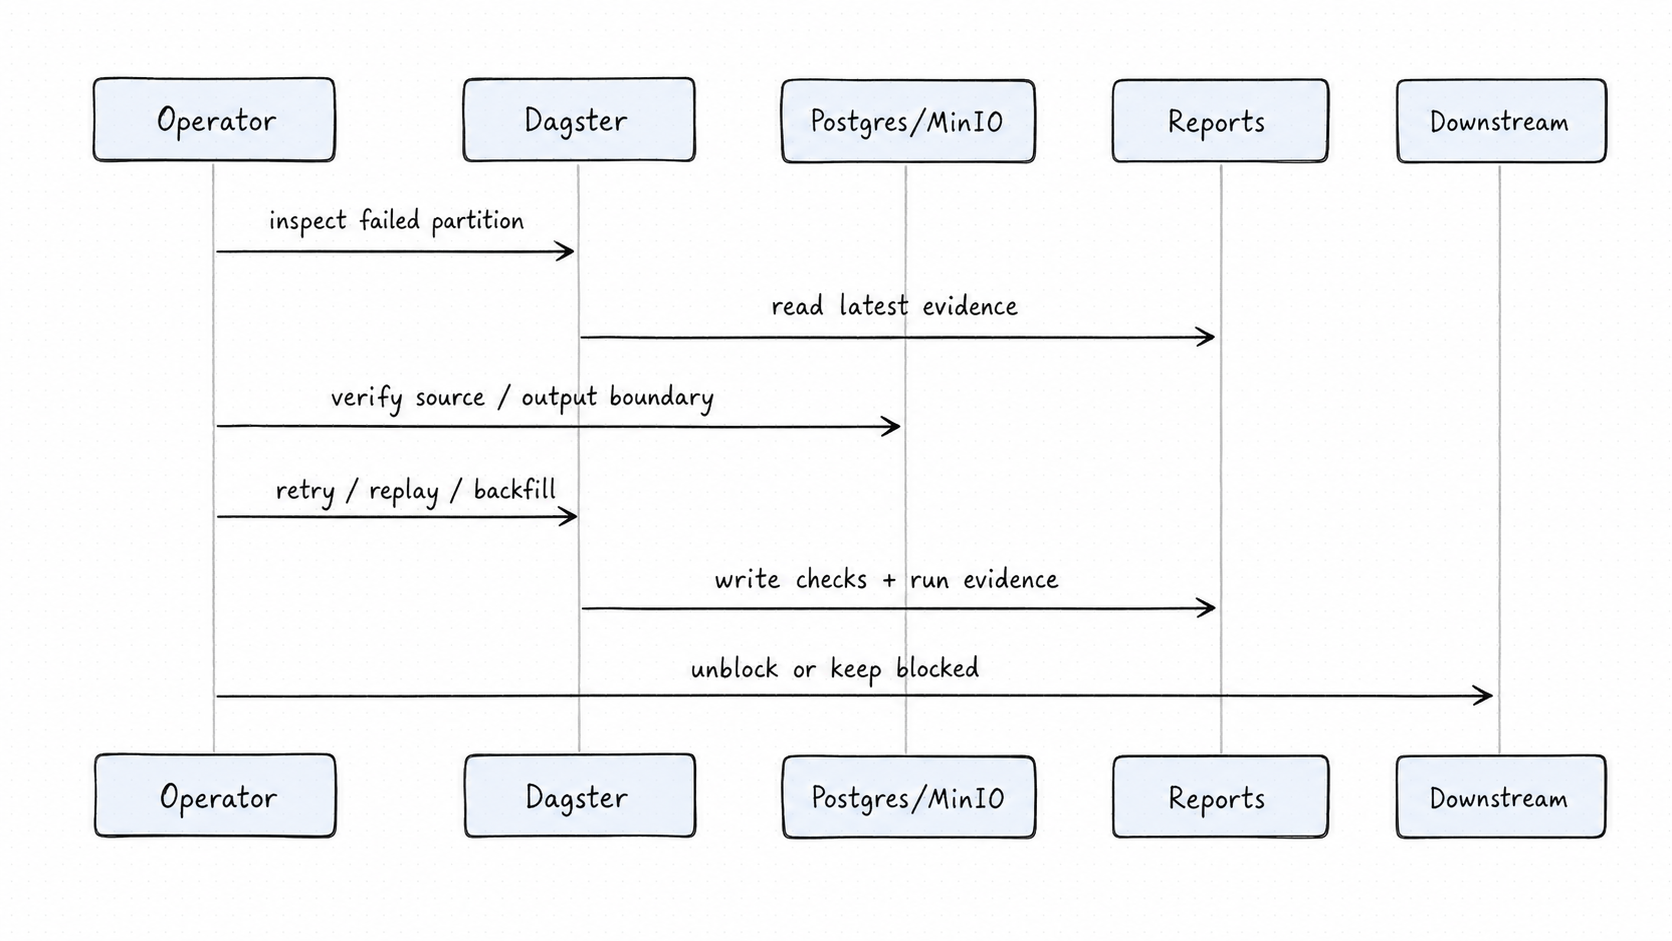 Operator
Dagster
Postgres/MinIO
Reports
Downstream
inspect failed partition
read latest evidence
verify source / output boundary
retry / replay / backfill
write checks + run evidence
unblock or keep blocked
Operator
Dagster
Postgres/MinIO
Reports
Downstream